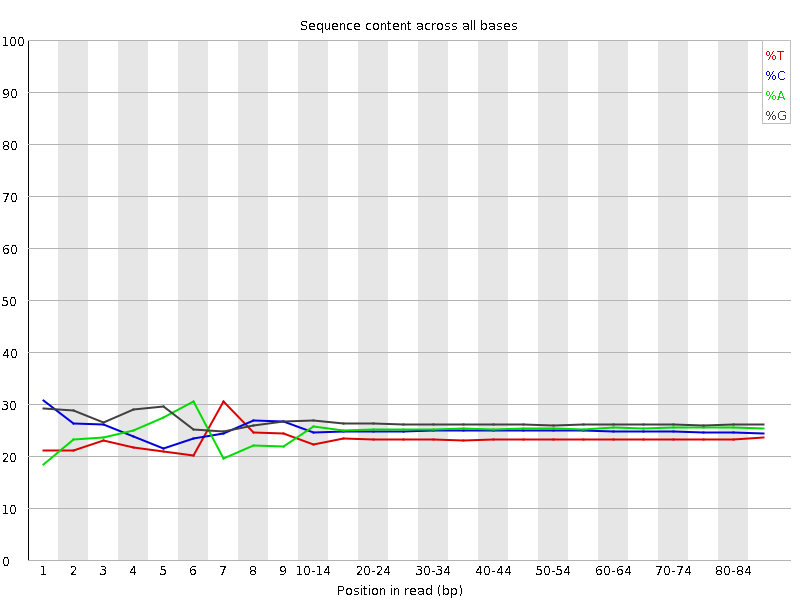 Sequence content across all bases
100
90
80
70
60
50
40
30
20
10
0
%T
%C
%A
%G
1 2 3 4 5 6 7 8 9 10-14 20-24 30-34 40-44 50-54 60-64 70-74 80-84
Position in read (bp)